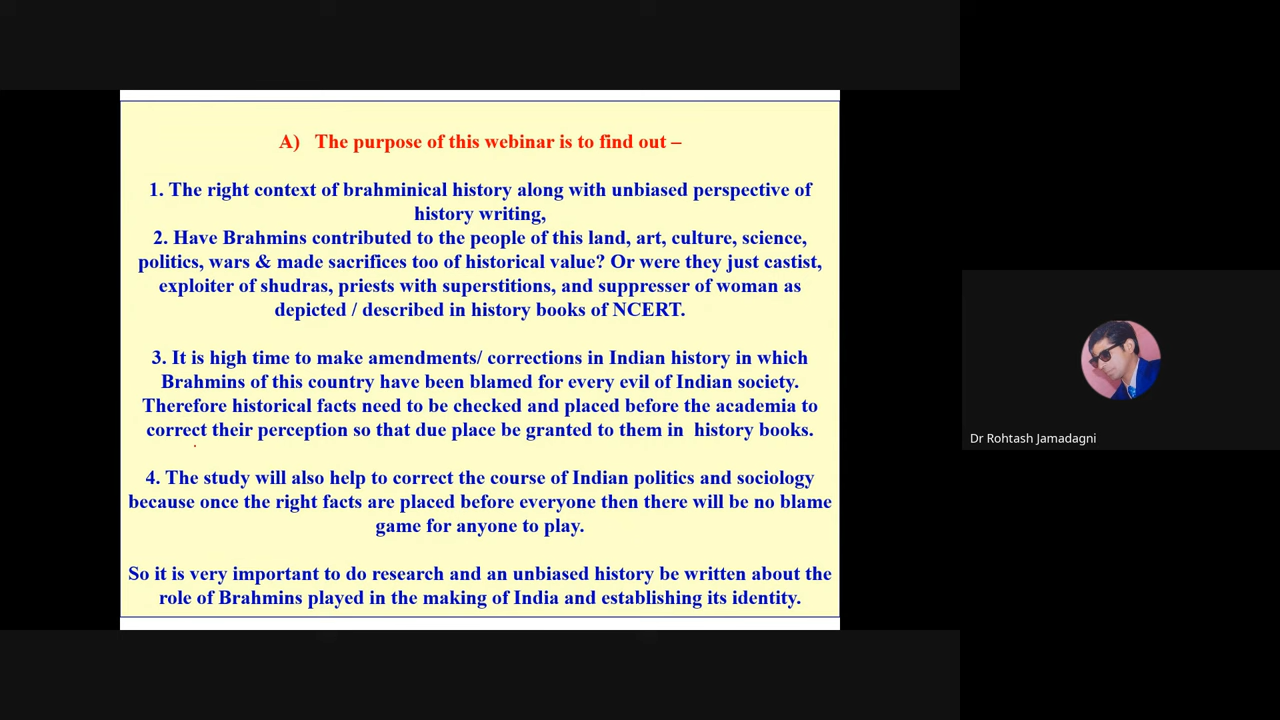 A) The purpose of this webinar is to find out –
1. The right context of brahminical history along with unbiased perspective of
history writing,
2. Have Brahmins contributed to the people of this land, art, culture, science,
politics, wars & made sacrifices too of historical value? Or were they just castist,
exploiter of shudras, priests with superstitions, and suppresser of woman as
depicted / described in history books of NCERT.
3. It is high time to make amendments/ corrections in Indian history in which
Brahmins of this country have been blamed for every evil of Indian society.
Therefore historical facts need to be checked and placed before the academia to
correct their perception so that due place be granted to them in history books.
4. The study will also help to correct the course of Indian politics and sociology
because once the right facts are placed before everyone then there will be no blame
game for anyone to play.
So it is very important to do research and an unbiased history be written about the
role of Brahmins played in the making of India and establishing its identity.
Dr Rohtash Jamadagni